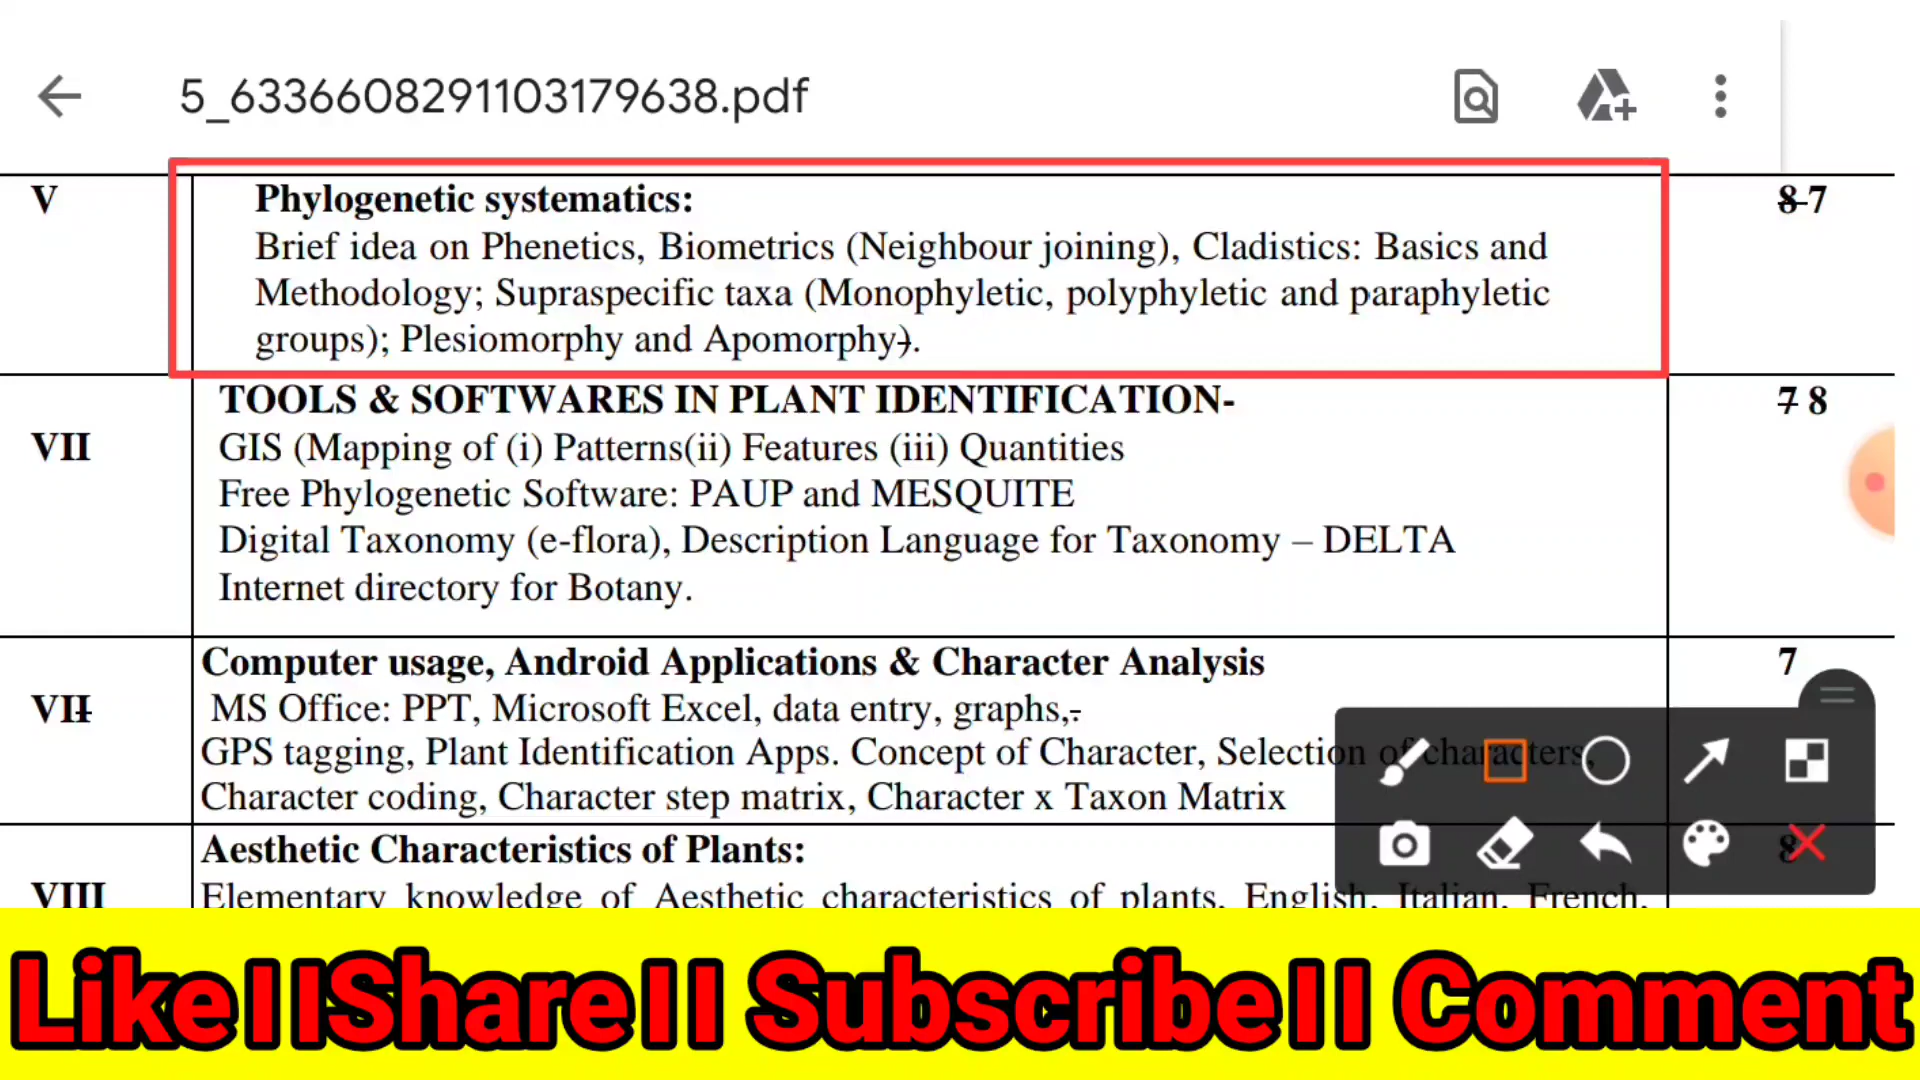 5_6336608291103179638.pdf
V
Phylogenetic systematics:
8 7
Brief idea on Phenetics, Biometrics (Neighbour joining), Cladistics: Basics and
Methodology; Supraspecific taxa (Monophyletic, polyphyletic and paraphyletic
groups); Plesiomorphy and Apomorphy).
TOOLS & SOFTWARES IN PLANT IDENTIFICATION-
7 8
VII
GIS (Mapping of (i) Patterns(ii) Features (iii) Quantities
Free Phylogenetic Software: PAUP and MESQUITE
Digital Taxonomy (e-flora), Description Language for Taxonomy – DELTA
Internet directory for Botany.
Computer usage, Android Applications & Character Analysis
7
VII
MS Office: PPT, Microsoft Excel, data entry, graphs,.
GPS tagging, Plant Identification Apps. Concept of Character, Selection of characters,
Character coding, Character step matrix, Character x Taxon Matrix
Aesthetic Characteristics of Plants:
8
VIII
Elementary knowledge of Aesthetic characteristics of plants, English, Italian, French,
Like||Share|| Subscribe|| Comment